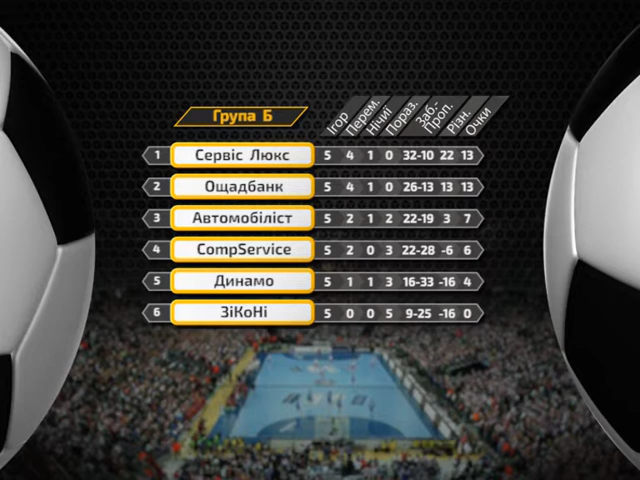 Група Б
Ігор Перем. Нічиї Пораз. Заб.- Проп. Різн. Очки
1 Сервіс Люкс 5 4 1 0 32-10 22 13
2 Ощадбанк 5 4 1 0 26-13 13 13
3 Автомобіліст 5 2 1 2 22-19 3 7
4 CompService 5 2 0 3 22-28 -6 6
5 Динамо 5 1 1 3 16-33 -16 4
6 ЗіКоНі 5 0 0 5 9-25 -16 0